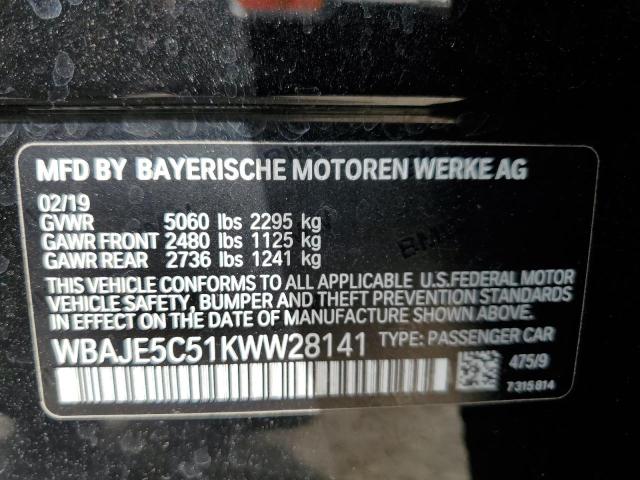 MFD BY BAYERISCHE MOTOREN WERKE AG
02/19
GVWR 5060 lbs 2295 kg
GAWR FRONT 2480 lbs 1125 kg
GAWR REAR 2736 lbs 1241 kg
THIS VEHICLE CONFORMS TO ALL APPLICABLE U.S.FEDERAL MOTOR
VEHICLE SAFETY, BUMPER AND THEFT PREVENTION STANDARDS
IN EFFECT ON THE DATE OF MANUFACTURE SHOWN ABOVE.
WBAJE5C51KWW28141 TYPE: PASSENGER CAR
475/9
7315814